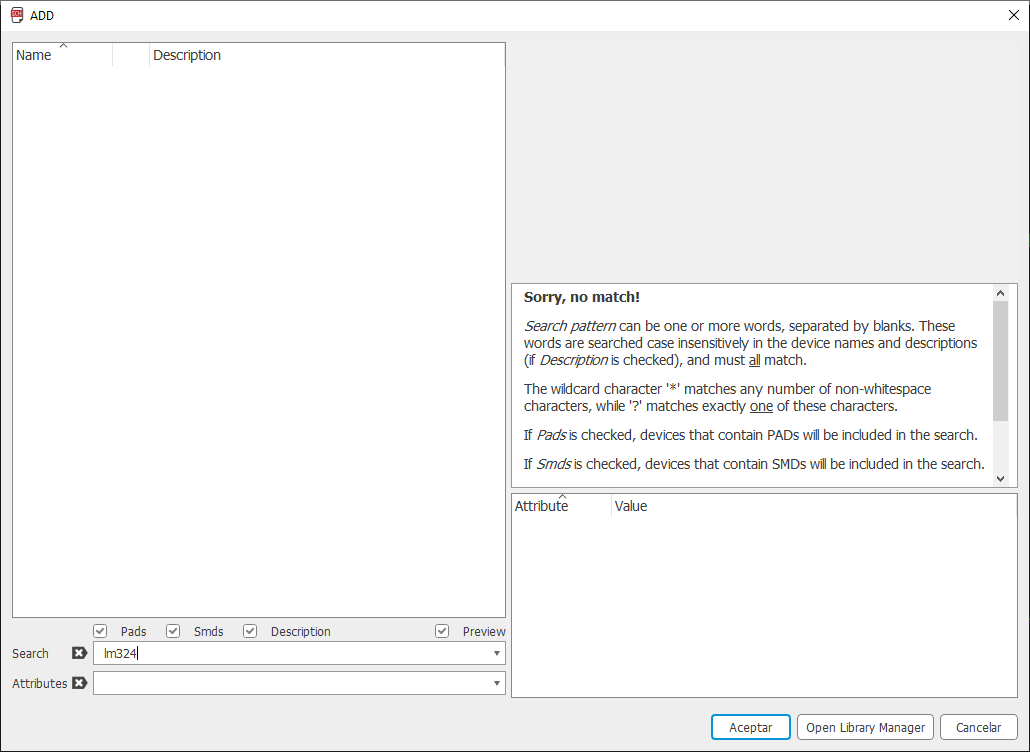 ADD
Name
Description
Sorry, no match!
Search pattern can be one or more words, separated by blanks. These
words are searched case insensitively in the device names and descriptions
(if Description is checked), and must all match.
The wildcard character '*' matches any number of non-whitespace
characters, while '?' matches exactly one of these characters.
If Pads is checked, devices that contain PADs will be included in the search.
If Smds is checked, devices that contain SMDs will be included in the search.
Attribute
Value
Pads
Smds
Description
Preview
Search
lm324
Attributes
Aceptar
Open Library Manager
Cancelar